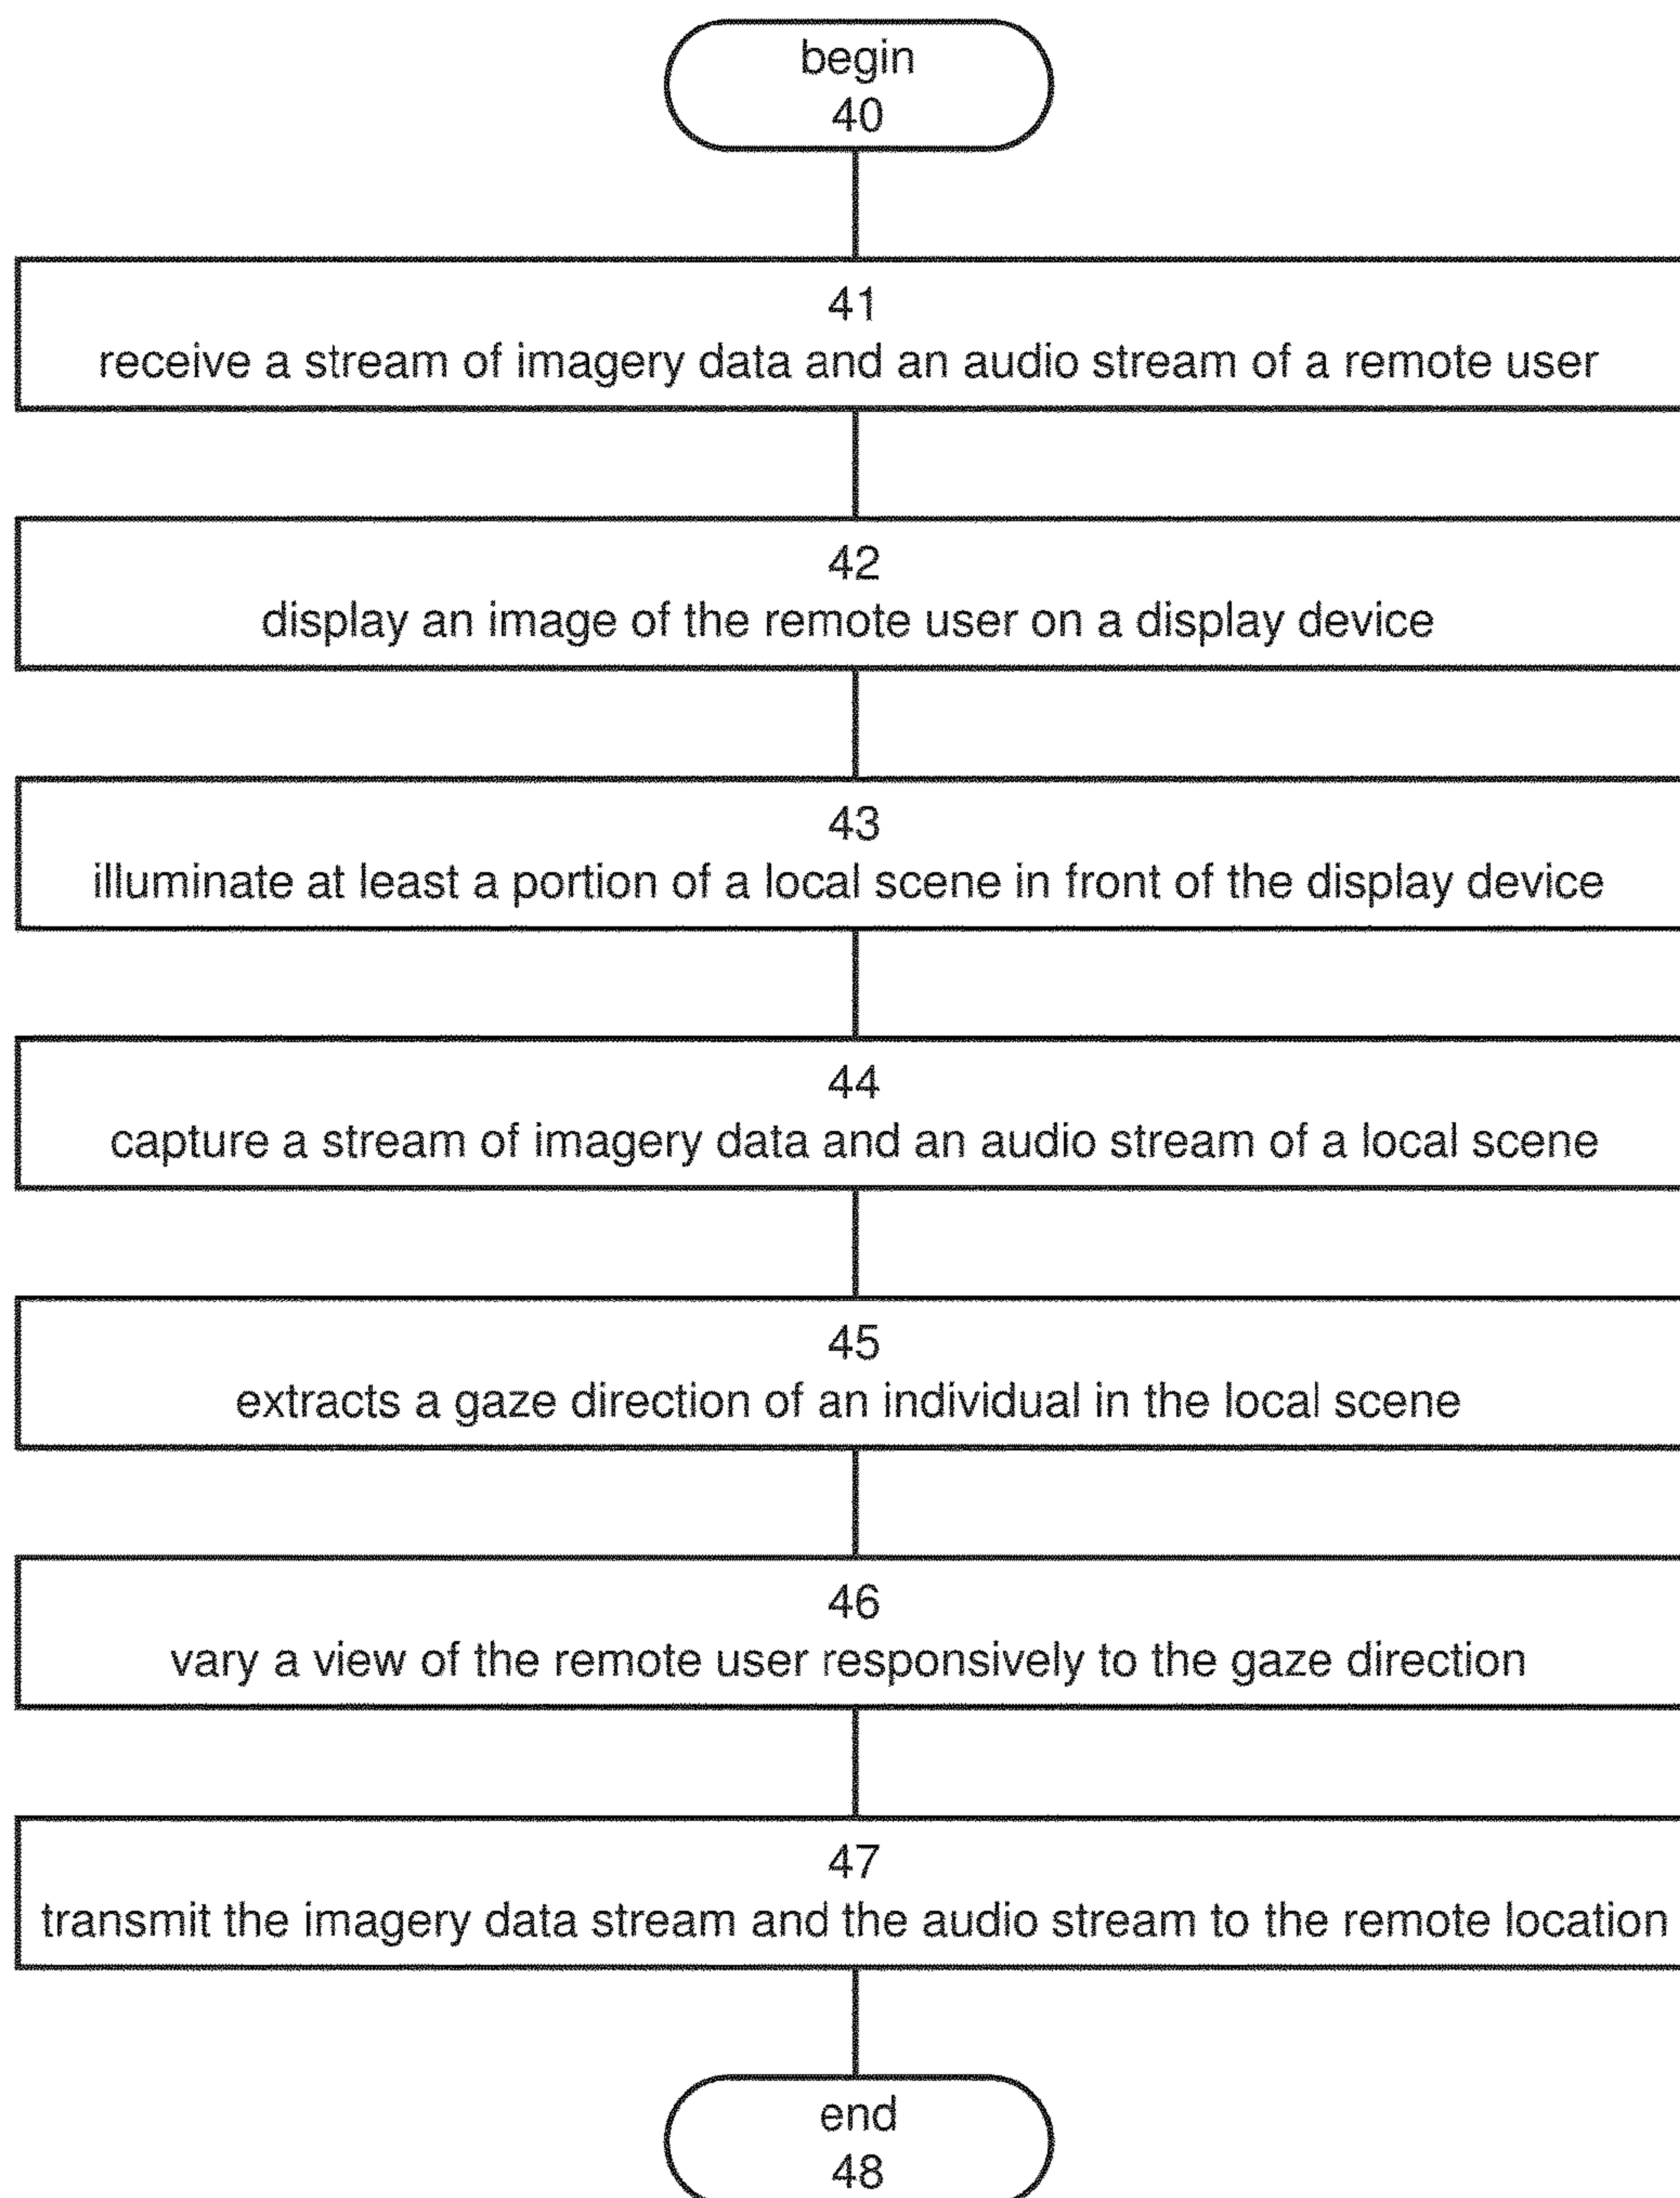 begin
40
41
receive a stream of imagery data and an audio stream of a remote user
42
display an image of the remote user on a display device
43
illuminate at least a portion of a local scene in front of the display device
44
capture a stream of imagery data and an audio stream of a local scene
45
extracts a gaze direction of an individual in the local scene
46
vary a view of the remote user responsively to the gaze direction
47
transmit the imagery data stream and the audio stream to the remote location
end
48